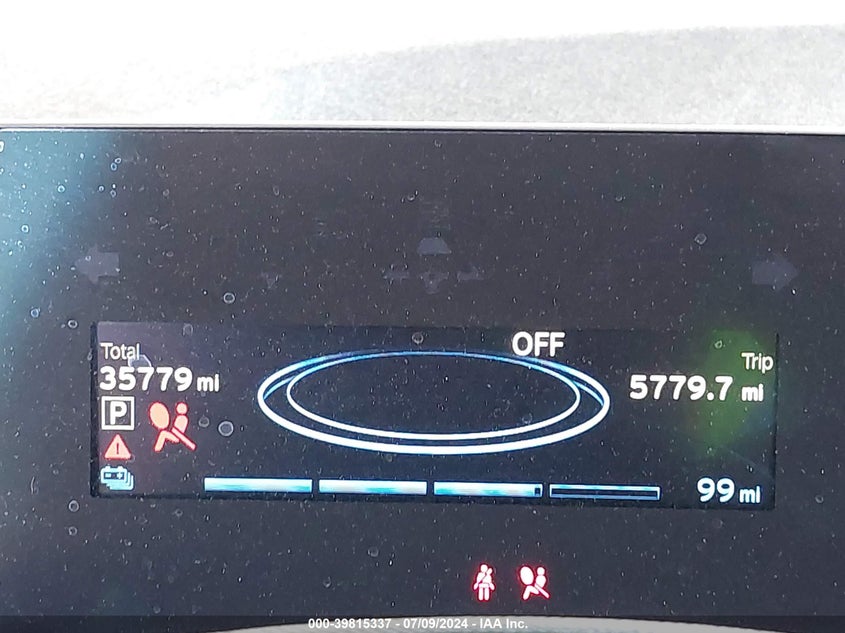 OFF
Total
35779 mi
Trip
5779.7 mi
P
99 mi
000-39815337 - 07/09/2024 - IAA Inc.